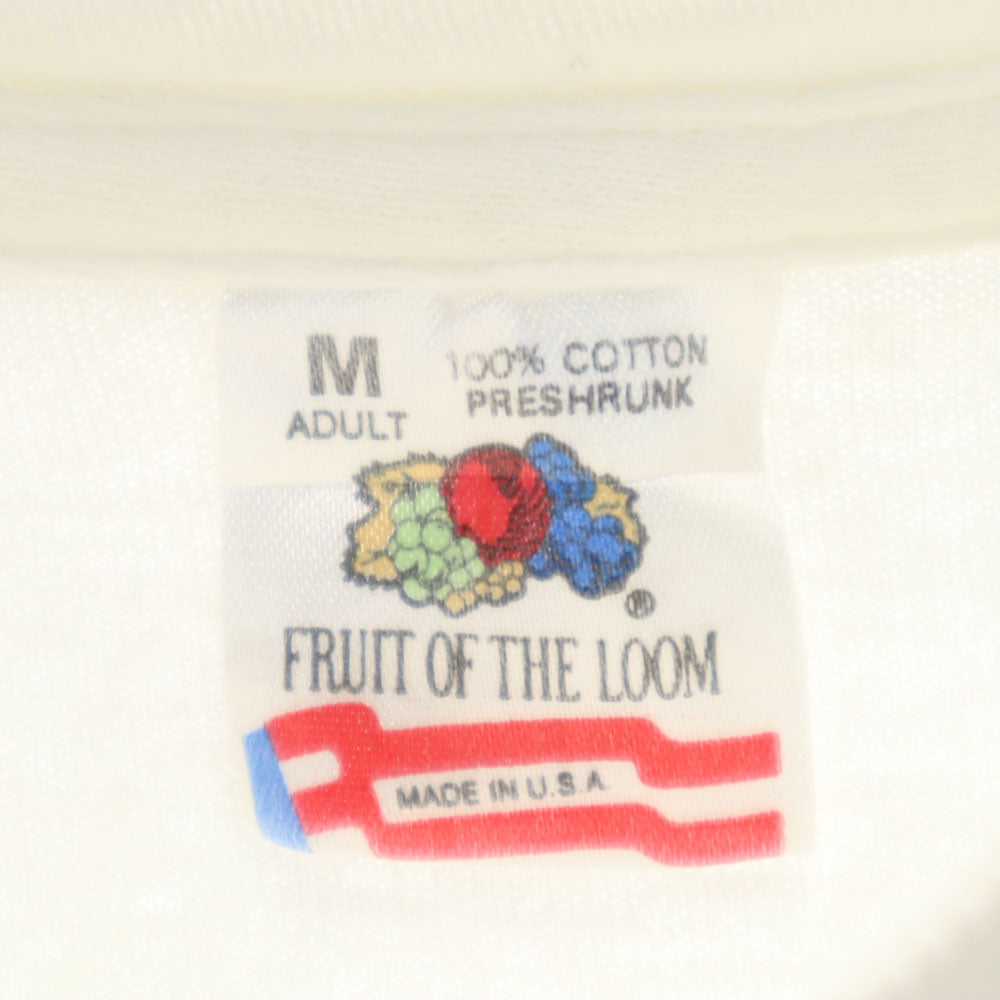 M
ADULT
100% COTTON
PRESHRUNK
®
FRUIT OF THE LOOM
MADE IN U.S.A.